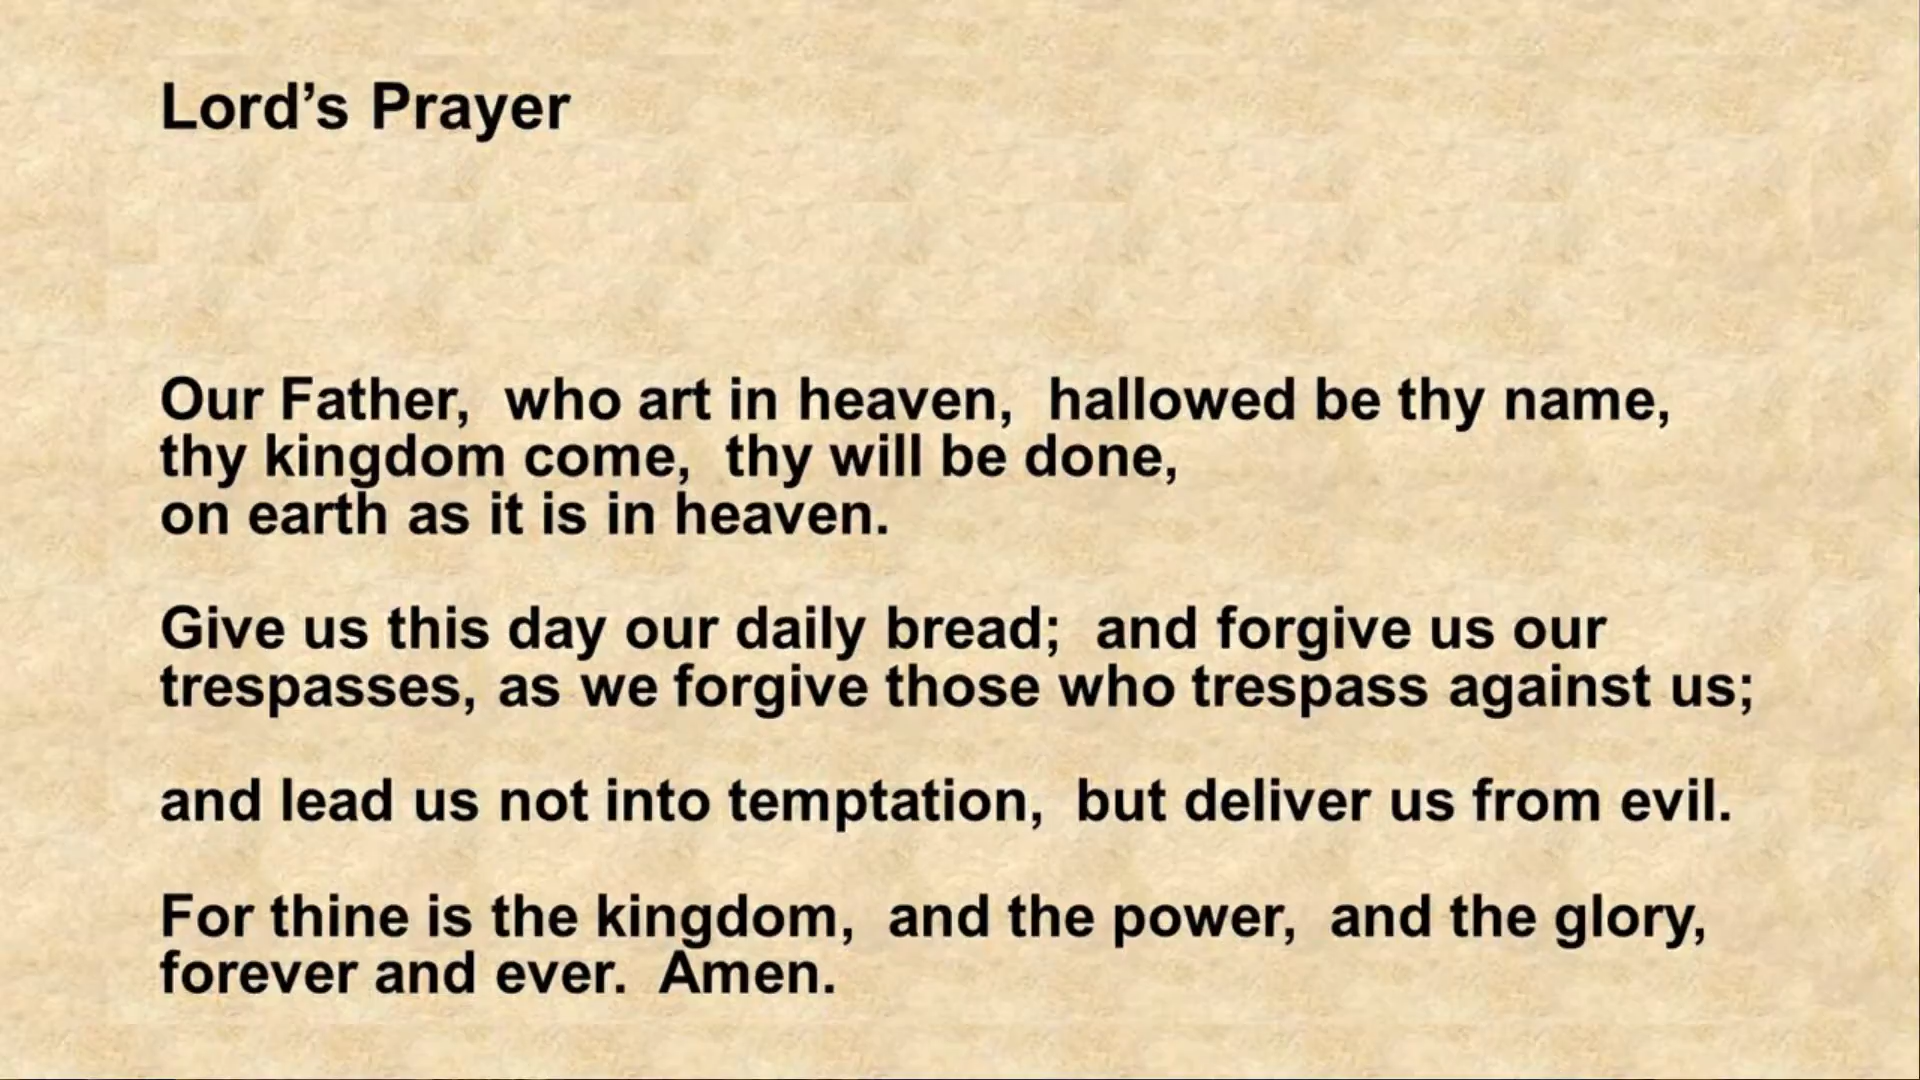 Lord’s Prayer
Our Father,  who art in heaven,  hallowed be thy name,
thy kingdom come,  thy will be done,
on earth as it is in heaven.
Give us this day our daily bread;  and forgive us our
trespasses, as we forgive those who trespass against us;
and lead us not into temptation,  but deliver us from evil.
For thine is the kingdom,  and the power,  and the glory,
forever and ever.  Amen.